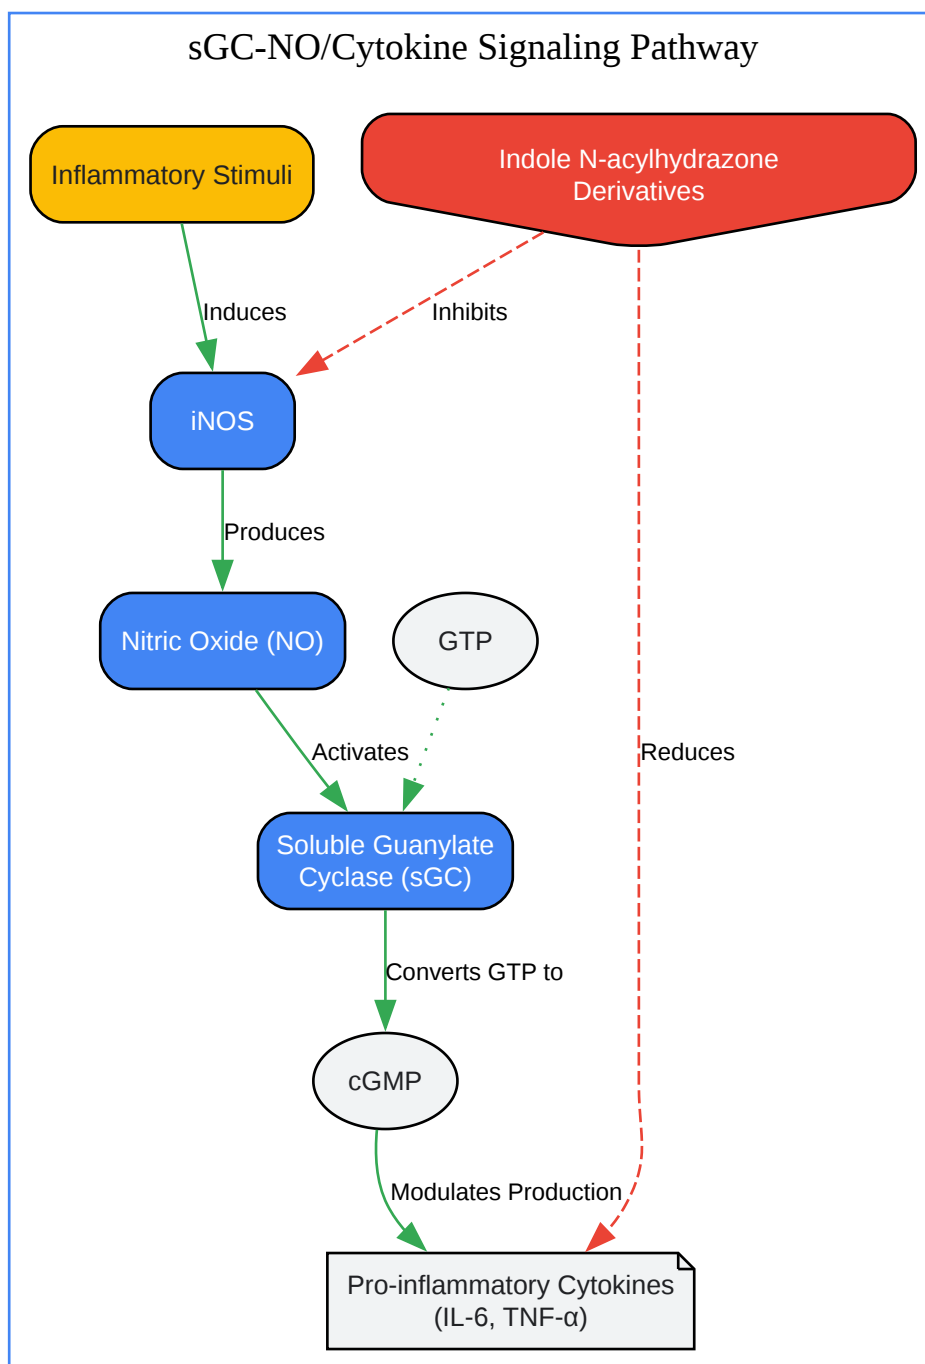 sGC-NO/Cytokine Signaling Pathway
Inflammatory Stimuli
Indole N-acylhydrazone
Derivatives
Induces
Inhibits
iNOS
Produces
Nitric Oxide (NO)
GTP
Activates
Reduces
Soluble Guanylate
Cyclase (sGC)
Converts GTP to
cGMP
Modulates Production
Pro-inflammatory Cytokines
(IL-6, TNF-α)